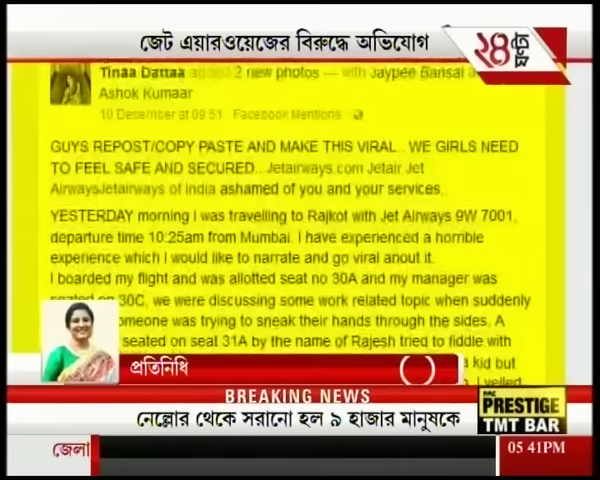 জেট এয়ারওয়েজের বিরুদ্ধে অভিযোগ
২৪ ঘণ্টা
Tinaa Dattaa added 2 new photos — with Jaypee Bansal
Ashok Kumaar
10 December at 09:51 · Facebook Mentions
GUYS REPOST/COPY PASTE AND MAKE THIS VIRAL.. WE GIRLS NEED
TO FEEL SAFE AND SECURED.. Jetairways.com Jetair Jet
AirwaysJetairways of India ashamed of you and your services.
YESTERDAY morning I was travelling to Rajkot with Jet Airways 9W 7001,
departure time 10:25am from Mumbai. I have experienced a horrible
experience which I would like to narrate and go viral anout it.
I boarded my flight and was allotted seat no 30A and my manager was
seated on 30C, we were discussing some work related topic when suddenly
someone was trying to sneak their hands through the sides. A
seated on seat 31A by the name of Rajesh tried to fiddle with
a kid but
I yelled
প্রতিনিধি
BREAKING NEWS
নেল্লোর থেকে সরানো হল ৯ হাজার মানুষকে
PRESTIGE
TMT BAR
জেলা
05 41PM